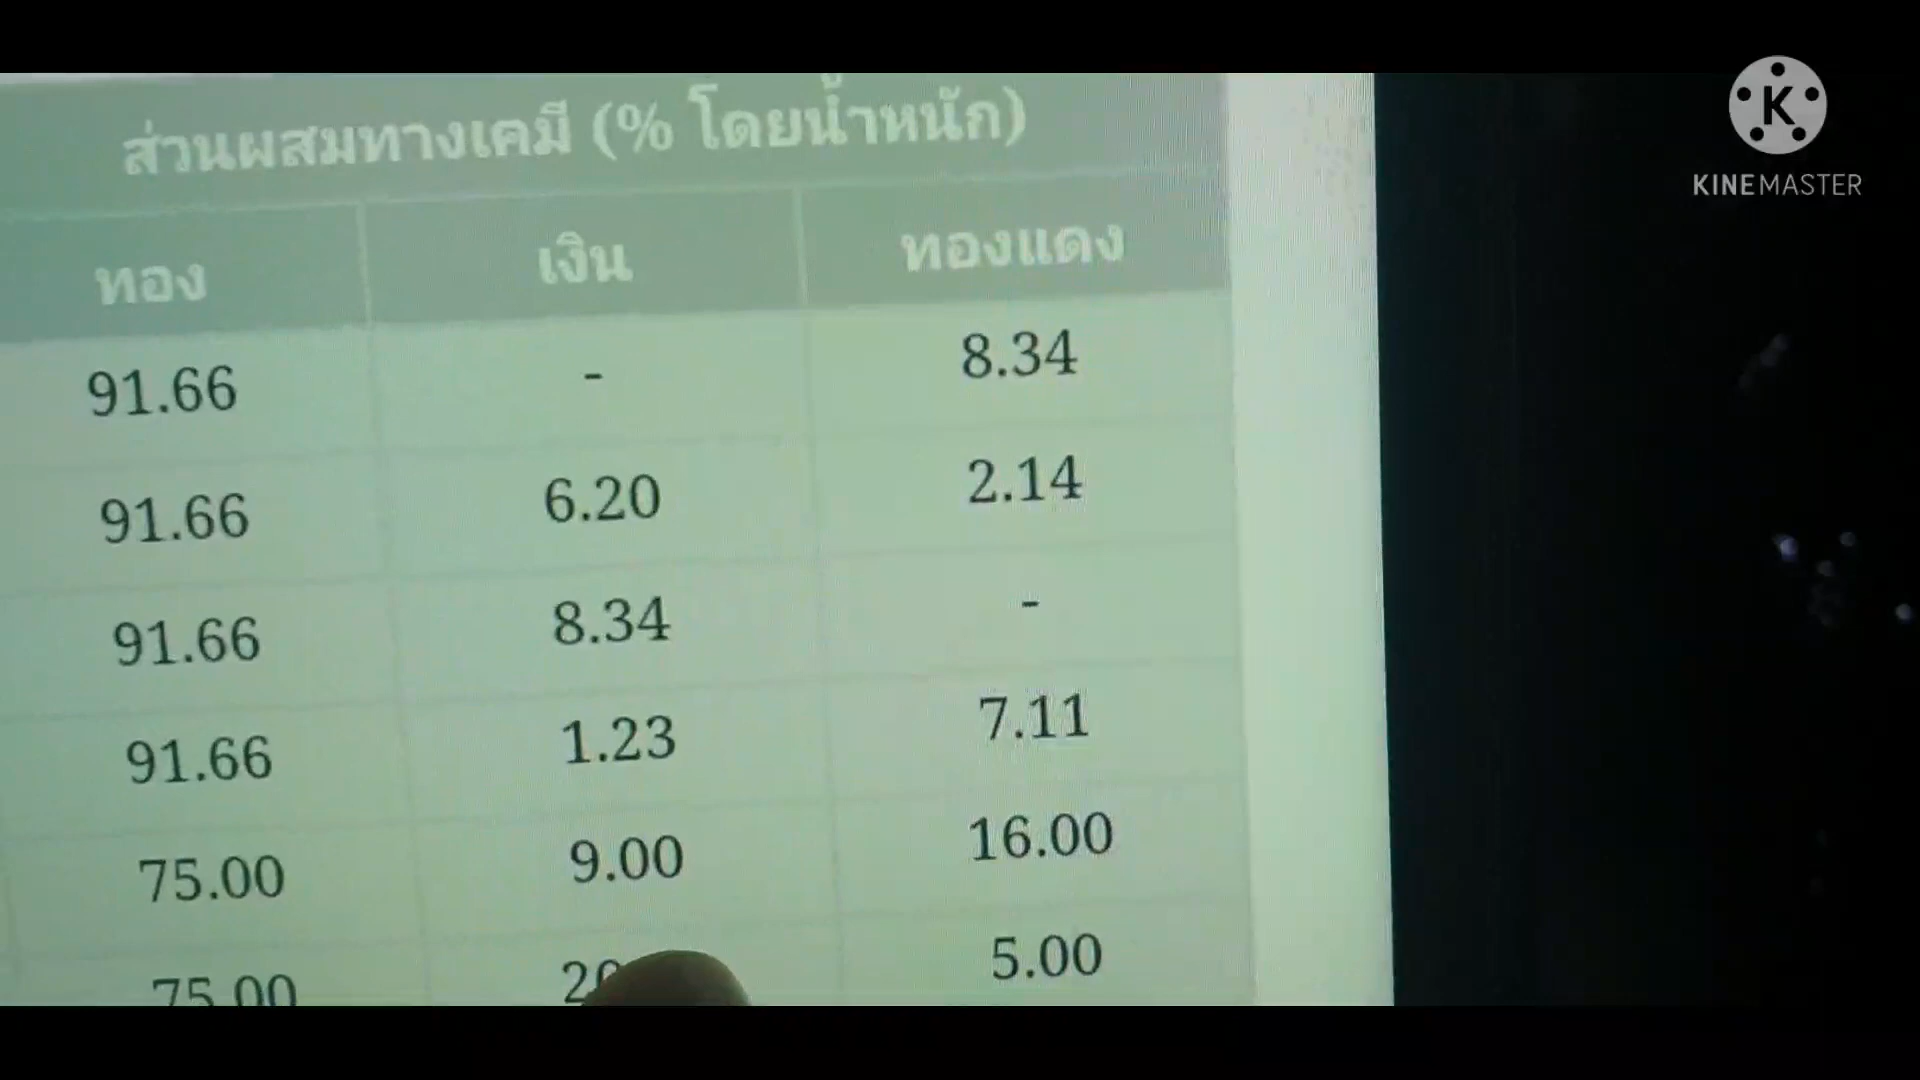 ส่วนผสมทางเคมี (% โดยน้ำหนัก)
ทอง เงิน ทองแดง
91.66 - 8.34
91.66 6.20 2.14
91.66 8.34 -
91.66 1.23 7.11
75.00 9.00 16.00
75.00 5.00
K
KINEMASTER